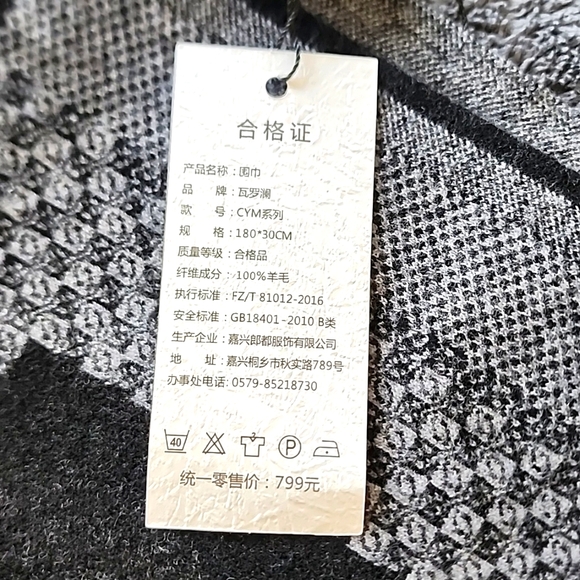 合格证
产品名称：围巾
品 牌：瓦罗澜
款 号：CYM系列
规 格：180*30CM
质量等级：合格品
纤维成分：100%羊毛
执行标准：FZ/T 81012-2016
安全标准：GB18401-2010 B类
生产企业：嘉兴郎都服饰有限公司
地 址：嘉兴桐乡市秋实路789号
办事处电话：0579-85218730
40 P
统一零售价：799元